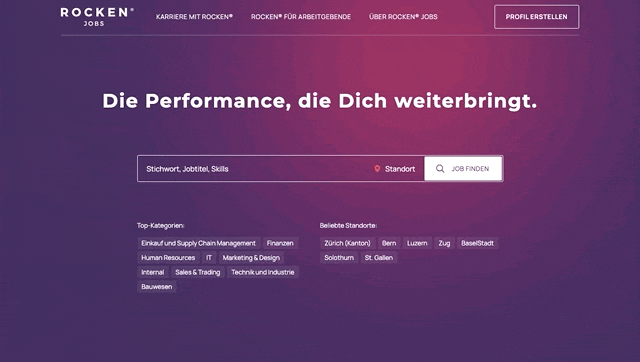 ROCKEN® JOBS
KARRIERE MIT ROCKEN®
ROCKEN® FÜR ARBEITGEBENDE
ÜBER ROCKEN® JOBS
PROFIL ERSTELLEN
Die Performance, die Dich weiterbringt.
Stichwort, Jobtitel, Skills
Standort
JOB FINDEN
Top-Kategorien:
Einkauf und Supply Chain Management Finanzen
Human Resources IT Marketing & Design
Internal Sales & Trading Technik und Industrie
Bauwesen
Beliebte Standorte:
Zürich (Kanton) Bern Luzern Zug BaselStadt
Solothurn St. Gallen